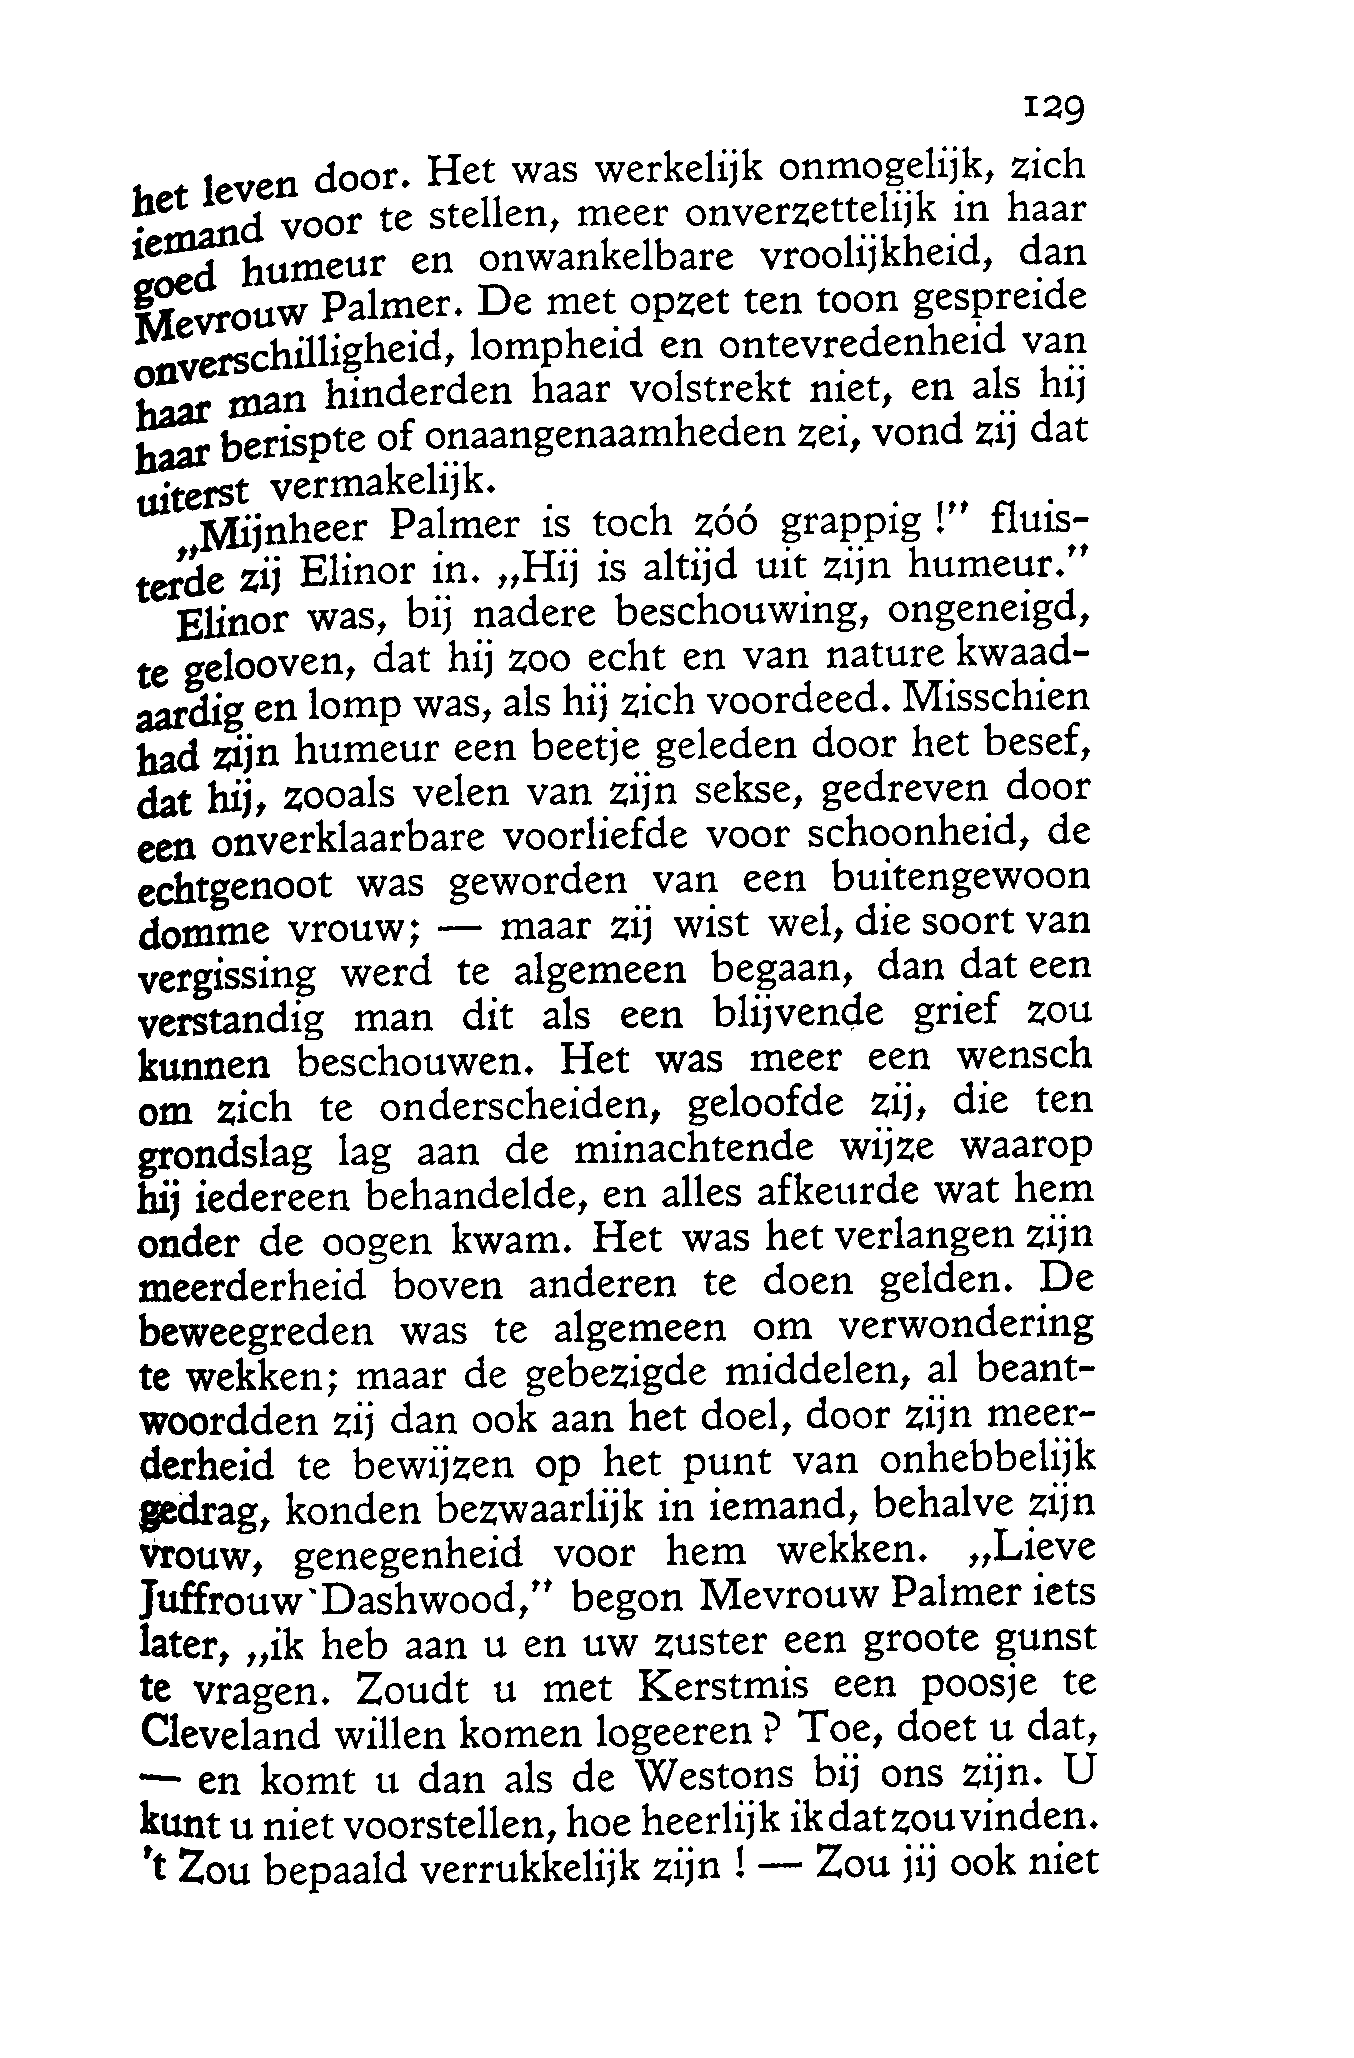 129
het leven door. Het was werkelijk onmogelijk, zich
iemand voor te stellen, meer onverzettelijk in haar
goed humeur en onwankelbare vroolijkheid, dan
Mevrouw Palmer. De met opzet ten toon gespreide
onverschilligheid, lompheid en ontevredenheid van
haar man hinderden haar volstrekt niet, en als hij
haar berispte of onaangenaamheden zei, vond zij dat
uiterst vermakelijk.
„Mijnheer Palmer is toch zóó grappig !” fluis-
terde zij Elinor in. „Hij is altijd uit zijn humeur.”
Elinor was, bij nadere beschouwing, ongeneigd,
te gelooven, dat hij zoo echt en van nature kwaad-
aardig en lomp was, als hij zich voordeed. Misschien
had zijn humeur een beetje geleden door het besef,
dat hij, zooals velen van zijn sekse, gedreven door
een onverklaarbare voorliefde voor schoonheid, de
echtgenoot was geworden van een buitengewoon
domme vrouw; — maar zij wist wel, die soort van
vergissing werd te algemeen begaan, dan dat een
verstandig man dit als een blijvende grief zou
kunnen beschouwen. Het was meer een wensch
om zich te onderscheiden, geloofde zij, die ten
grondslag lag aan de minachtende wijze waarop
hij iedereen behandelde, en alles afkeurde wat hem
onder de oogen kwam. Het was het verlangen zijn
meerderheid boven anderen te doen gelden. De
beweegreden was te algemeen om verwondering
te wekken; maar de gebezigde middelen, al beant-
woordden zij dan ook aan het doel, door zijn meer-
derheid te bewijzen op het punt van onhebbelijk
gedrag, konden bezwaarlijk in iemand, behalve zijn
vrouw, genegenheid voor hem wekken. „Lieve
Juffrouw Dashwood,” begon Mevrouw Palmer iets
later, „ik heb aan u en uw zuster een groote gunst
te vragen. Zoudt u met Kerstmis een poosje te
Cleveland willen komen logeeren ? Toe, doet u dat,
— en komt u dan als de Westons bij ons zijn. U
kunt u niet voorstellen, hoe heerlijk ik dat zou vinden.
't Zou bepaald verrukkelijk zijn ! — Zou jij ook niet